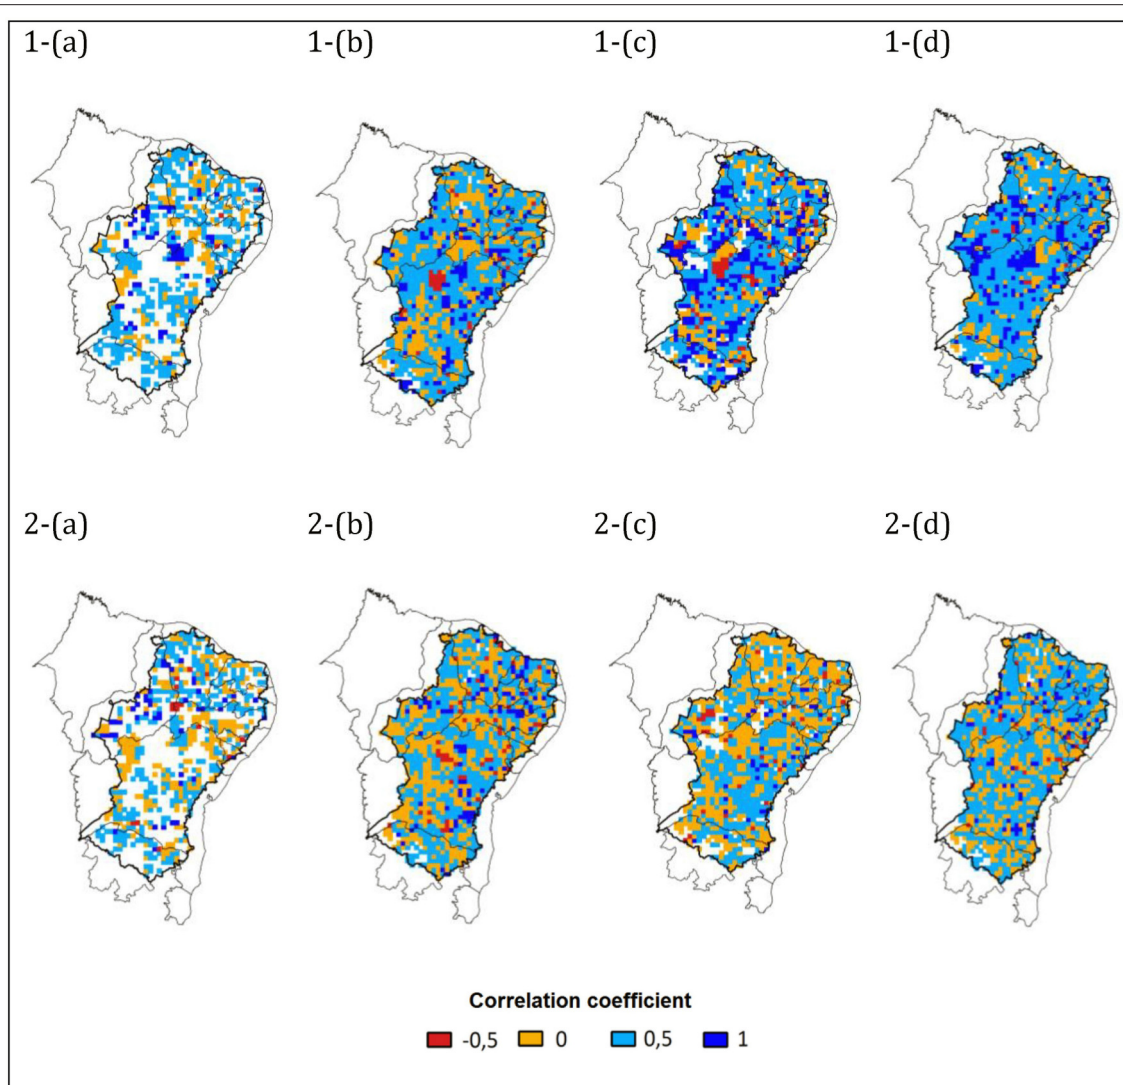 1-(a) 1-(b) 1-(c) 1-(d)
2-(a) 2-(b) 2-(c) 2-(d)
Correlation coefficient
-0,5 0 0,5 1